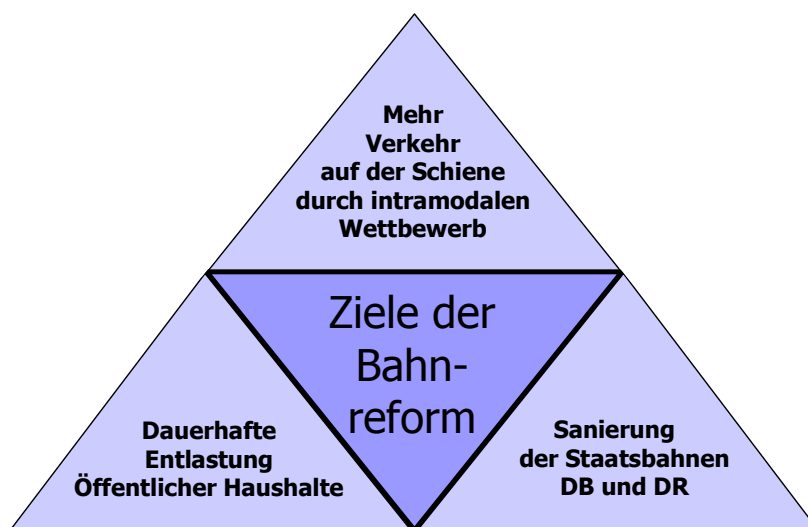 Mehr
Verkehr
auf der Schiene
durch intramodalen
Wettbewerb
Ziele der
Bahn-
reform
Dauerhafte
Entlastung
Öffentlicher Haushalte
Sanierung
der Staatsbahnen
DB und DR